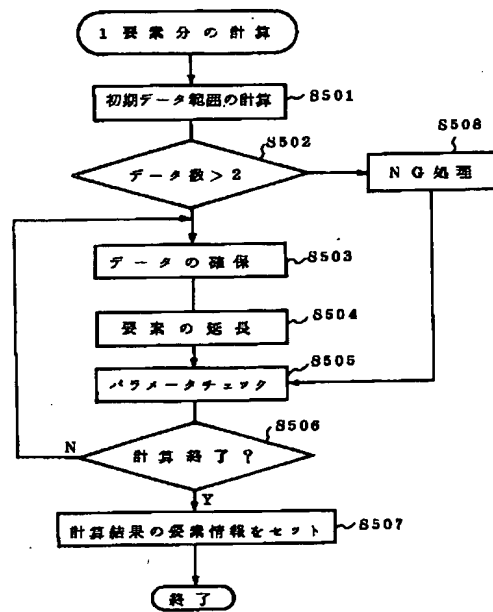 1要素分の計算
初期データ範囲の計算
S501
データ数>2
S502
NG処理
S508
データの確保
S503
要素の延長
S504
パラメータチェック
S505
計算終了?
S506
N
Y
計算結果の要素情報をセット
S507
終了